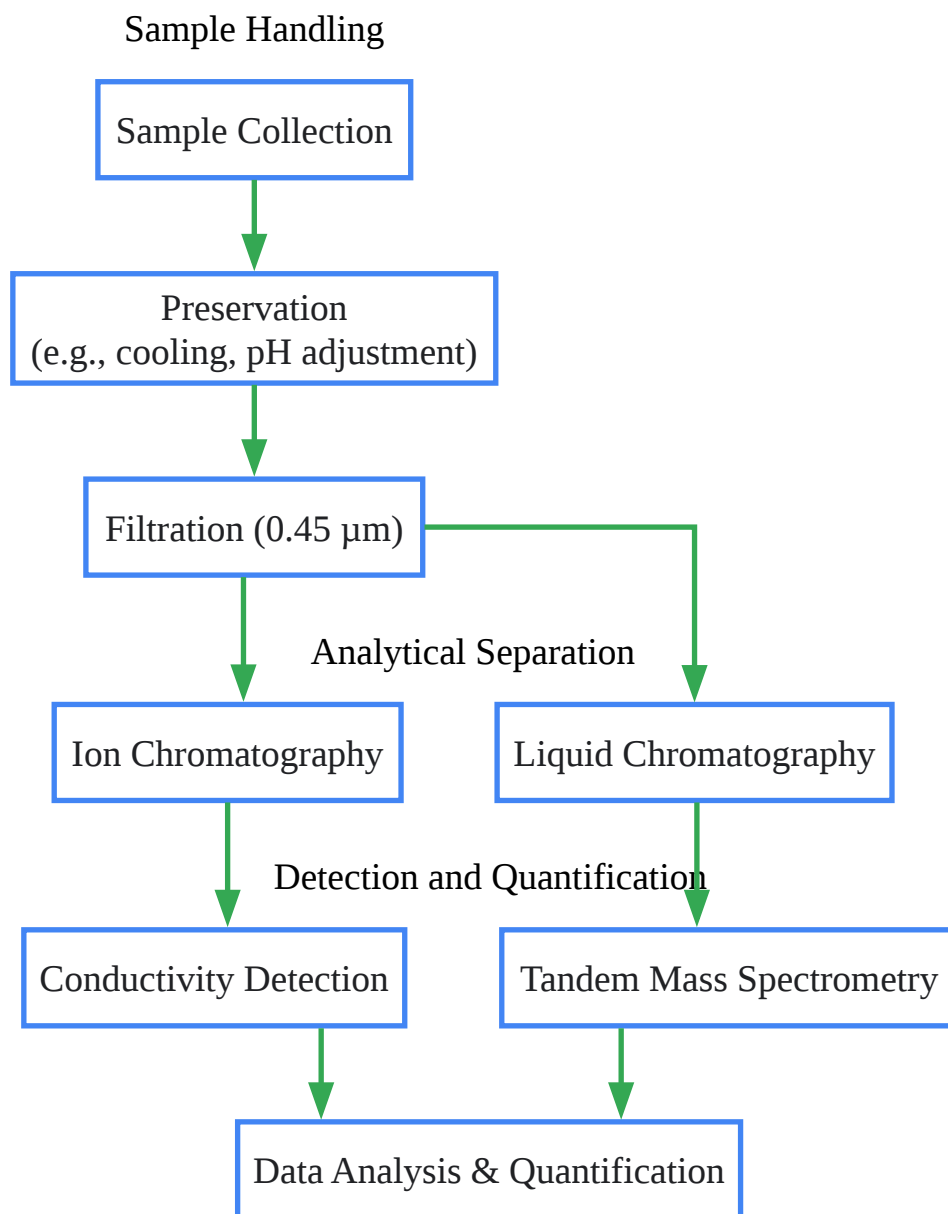 Sample Handling
Sample Collection
Preservation
(e.g., cooling, pH adjustment)
Filtration (0.45 µm)
Analytical Separation
Ion Chromatography
Liquid Chromatography
Detection and Quantification
Conductivity Detection
Tandem Mass Spectrometry
Data Analysis & Quantification